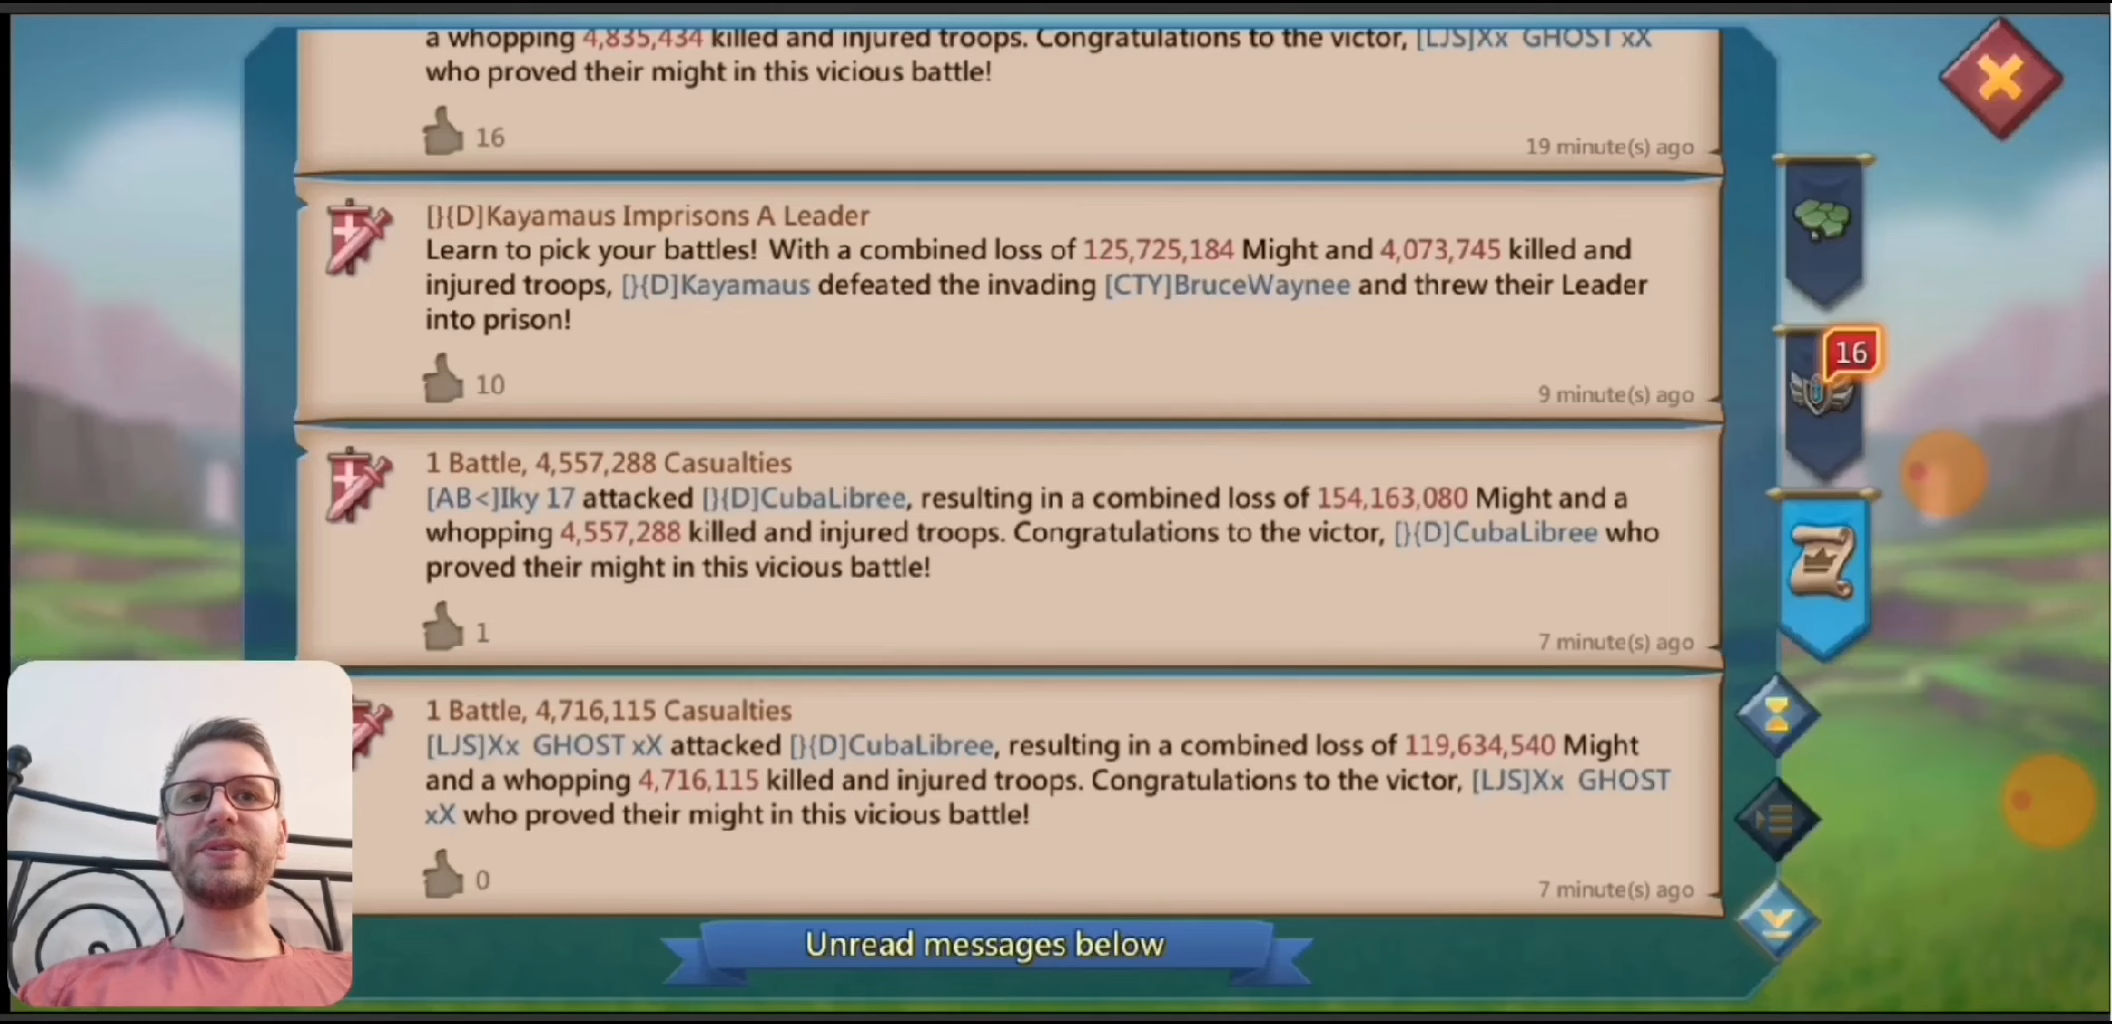 a whopping 4,835,434 killed and injured troops. Congratulations to the victor, [LJS]Xx GHOST xX
who proved their might in this vicious battle!
16
19 minute(s) ago
[}{D]Kayamaus Imprisons A Leader
Learn to pick your battles! With a combined loss of 125,725,184 Might and 4,073,745 killed and
injured troops, [}{D]Kayamaus defeated the invading [CTY]BruceWaynee and threw their Leader
into prison!
10
9 minute(s) ago
16
1 Battle, 4,557,288 Casualties
[AB<]Iky 17 attacked [}{D]CubaLibree, resulting in a combined loss of 154,163,080 Might and a
whopping 4,557,288 killed and injured troops. Congratulations to the victor, [}{D]CubaLibree who
proved their might in this vicious battle!
1
7 minute(s) ago
1 Battle, 4,716,115 Casualties
[LJS]Xx GHOST xX attacked [}{D]CubaLibree, resulting in a combined loss of 119,634,540 Might
and a whopping 4,716,115 killed and injured troops. Congratulations to the victor, [LJS]Xx GHOST
xX who proved their might in this vicious battle!
0
7 minute(s) ago
Unread messages below